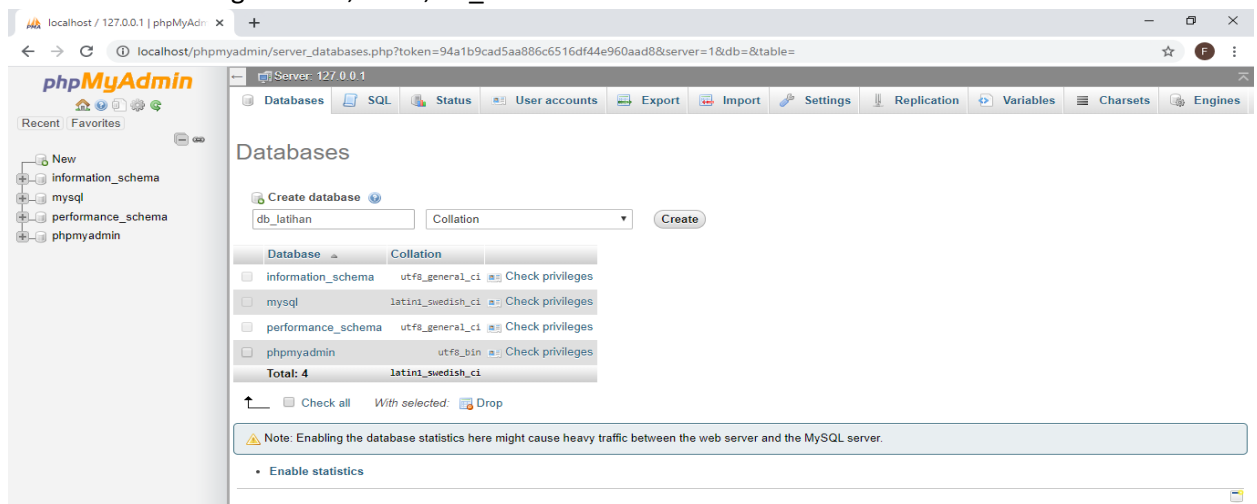 localhost / 127.0.0.1 | phpMyAdm
localhost/phpmyadmin/server_databases.php?token=94a1b9cad5aa886c6516df44e960aad8&server=1&db=&table=
F
phpMyAdmin
Recent Favorites
New
information_schema
mysql
performance_schema
phpmyadmin
Server: 127.0.0.1
Databases SQL Status User accounts Export Import Settings Replication Variables Charsets Engines
Databases
Create database
db_latihan Collation Create
Database Collation
information_schema utf8_general_ci Check privileges
mysql latin1_swedish_ci Check privileges
performance_schema utf8_general_ci Check privileges
phpmyadmin utf8_bin Check privileges
Total: 4 latin1_swedish_ci
Check all With selected: Drop
Note: Enabling the database statistics here might cause heavy traffic between the web server and the MySQL server.
Enable statistics